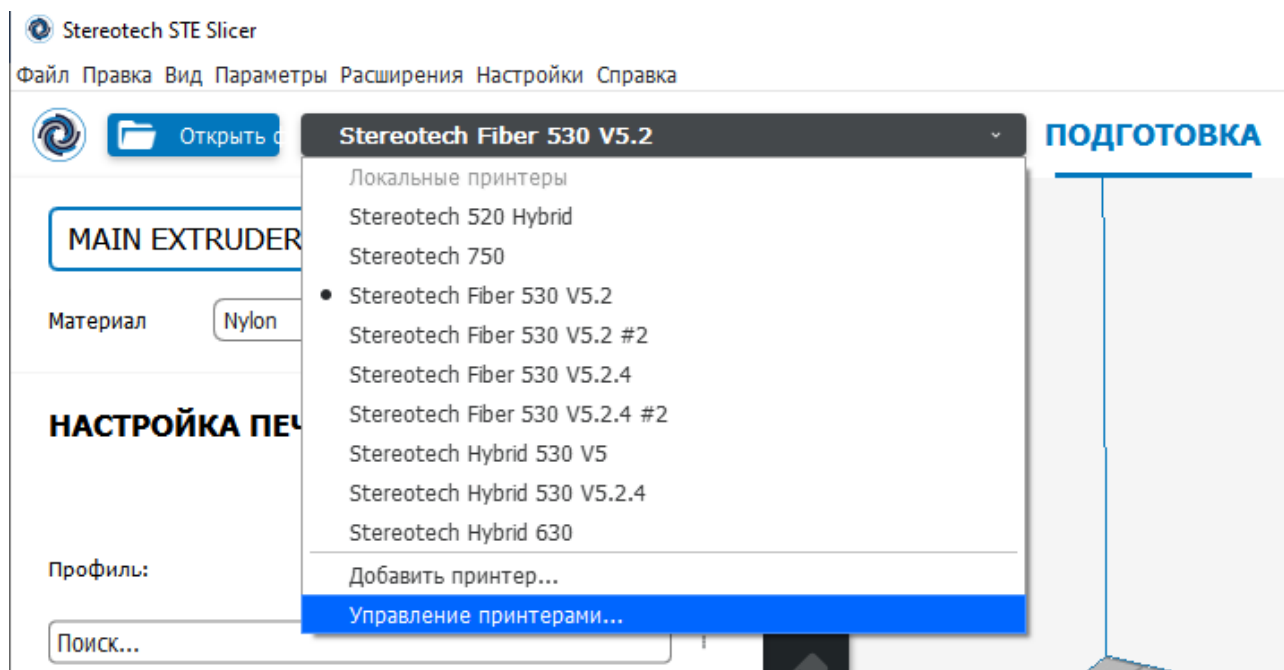 Stereotech STE Slicer
Файл Правка Вид Параметры Расширения Настройки Справка
Открыть
Stereotech Fiber 530 V5.2
ПОДГОТОВКА
Локальные принтеры
Stereotech 520 Hybrid
MAIN EXTRUDER
Stereotech 750
Stereotech Fiber 530 V5.2
Материал Nylon
Stereotech Fiber 530 V5.2 #2
Stereotech Fiber 530 V5.2.4
НАСТРОЙКА
Stereotech Fiber 530 V5.2.4 #2
Stereotech Hybrid 530 V5
Stereotech Hybrid 530 V5.2.4
Stereotech Hybrid 630
Профиль:
Добавить принтер...
Управление принтерами...
Поиск...